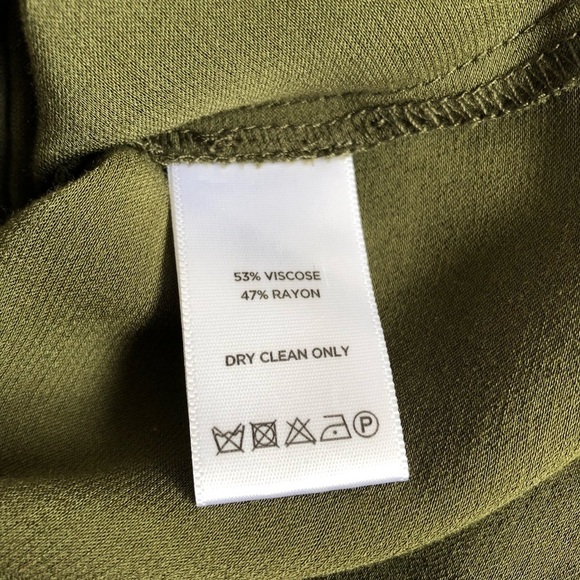 53% VISCOSE
47% RAYON
DRY CLEAN ONLY
P